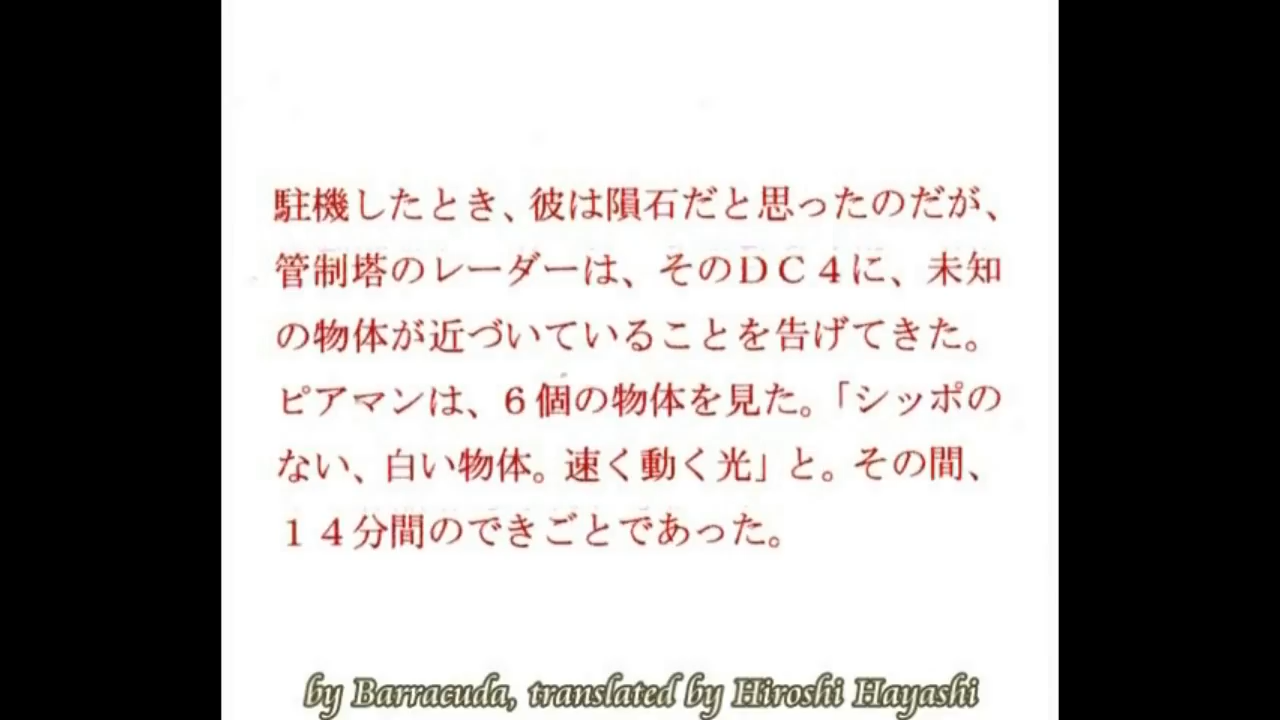 駐機したとき、彼は隕石だと思ったのだが、
管制塔のレーダーは、そのDC4に、未知
の物体が近づいていることを告げてきた。
ピアマンは、6個の物体を見た。「シッポの
ない、白い物体。速く動く光」と。その間、
14分間のできごとであった。
by Barracuda, translated by Hiroshi Hayashi